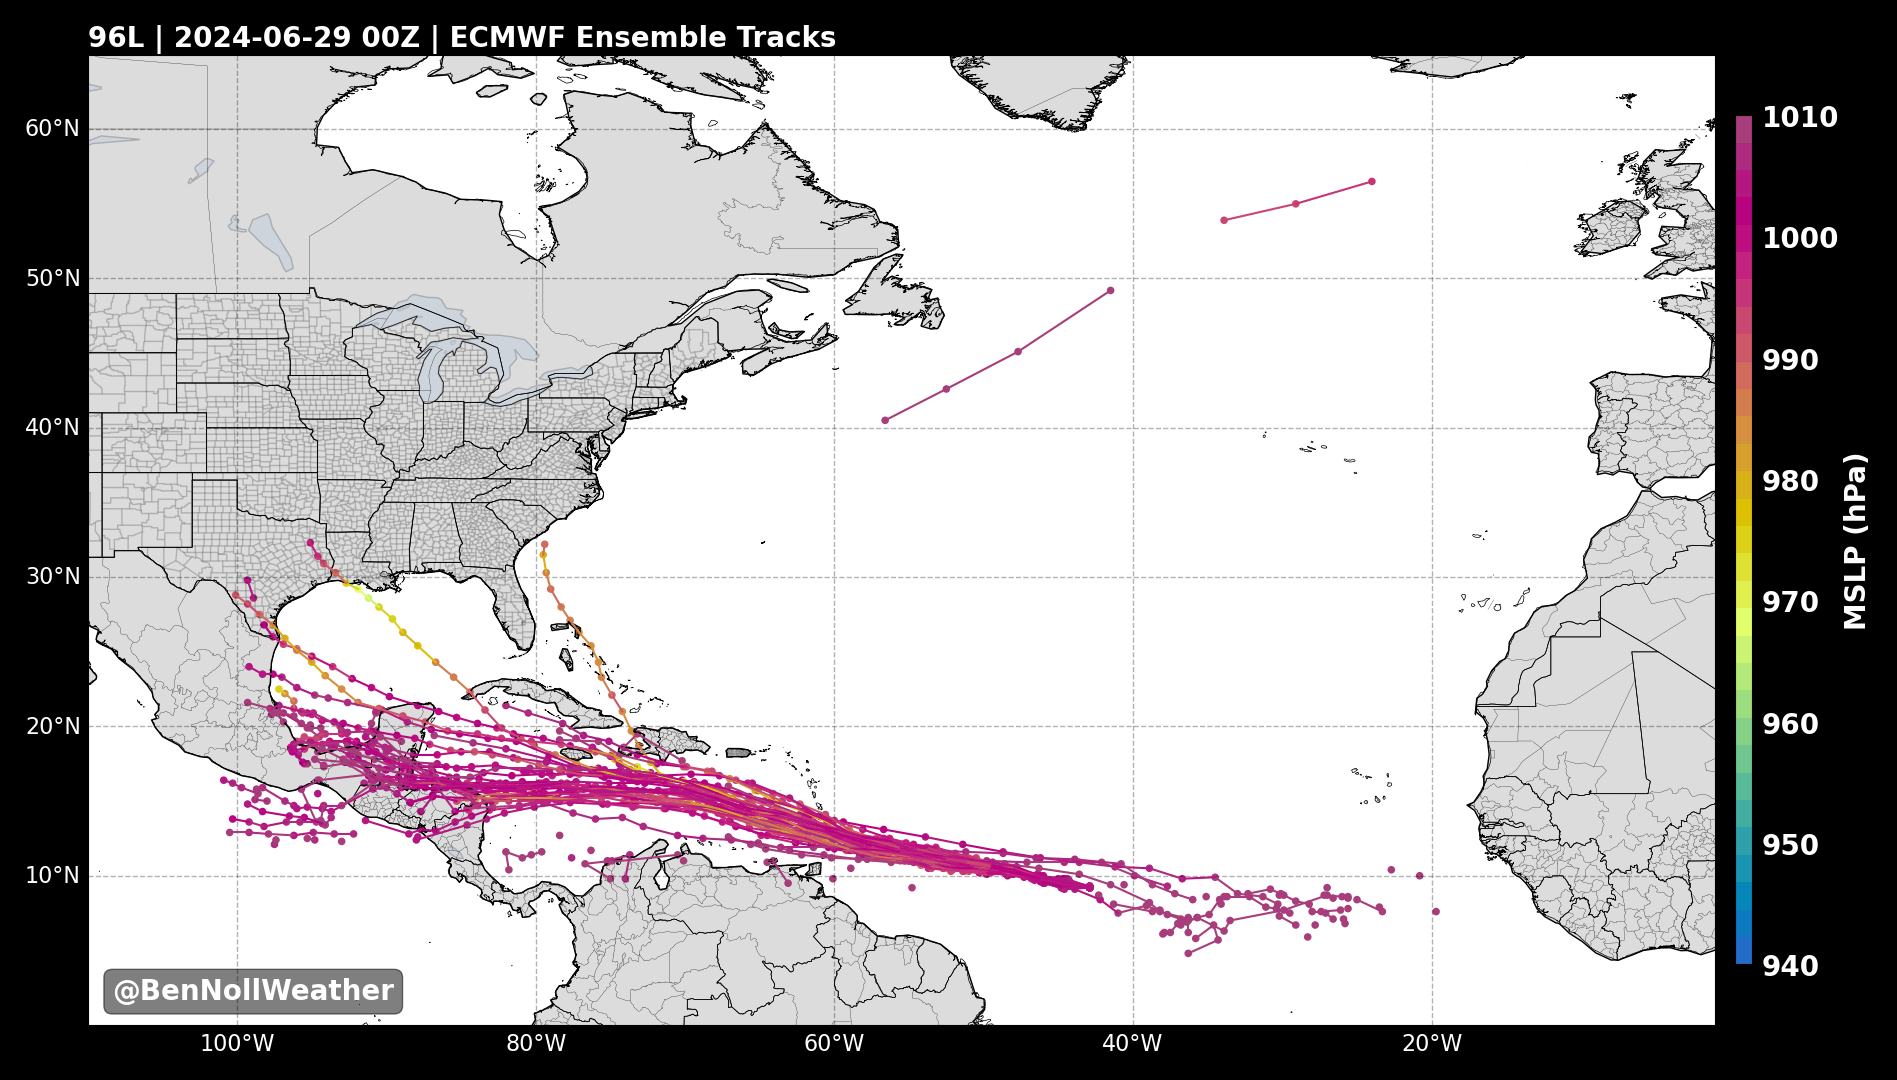 96L | 2024-06-29 00Z | ECMWF Ensemble Tracks
60°N
50°N
40°N
30°N
20°N
10°N
100°W
80°W
60°W
40°W
20°W
1010
1000
990
980
970
960
950
940
MSLP (hPa)
@BenNollWeather